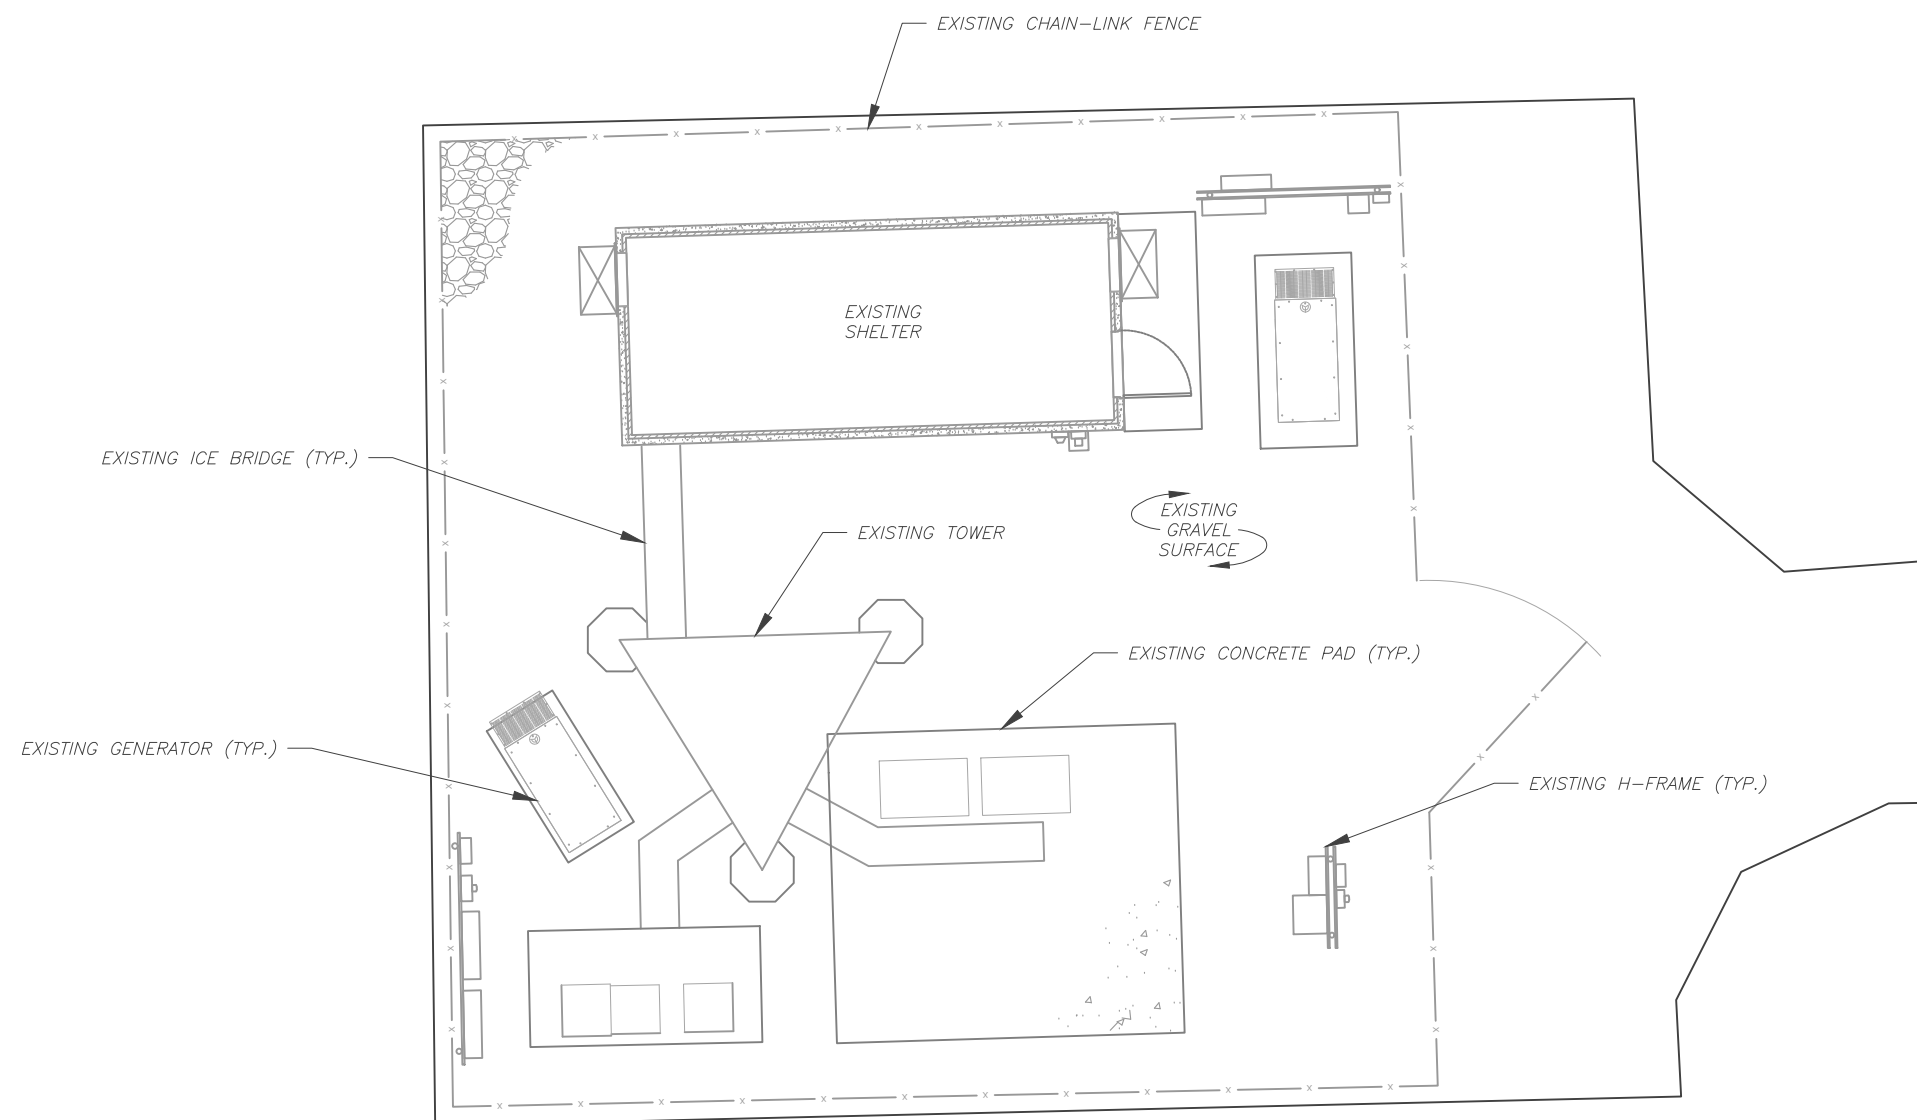 EXISTING CHAIN-LINK FENCE
EXISTING
SHELTER
EXISTING ICE BRIDGE (TYP.)
EXISTING TOWER
EXISTING
GRAVEL
SURFACE
EXISTING CONCRETE PAD (TYP.)
EXISTING GENERATOR (TYP.)
EXISTING H-FRAME (TYP.)